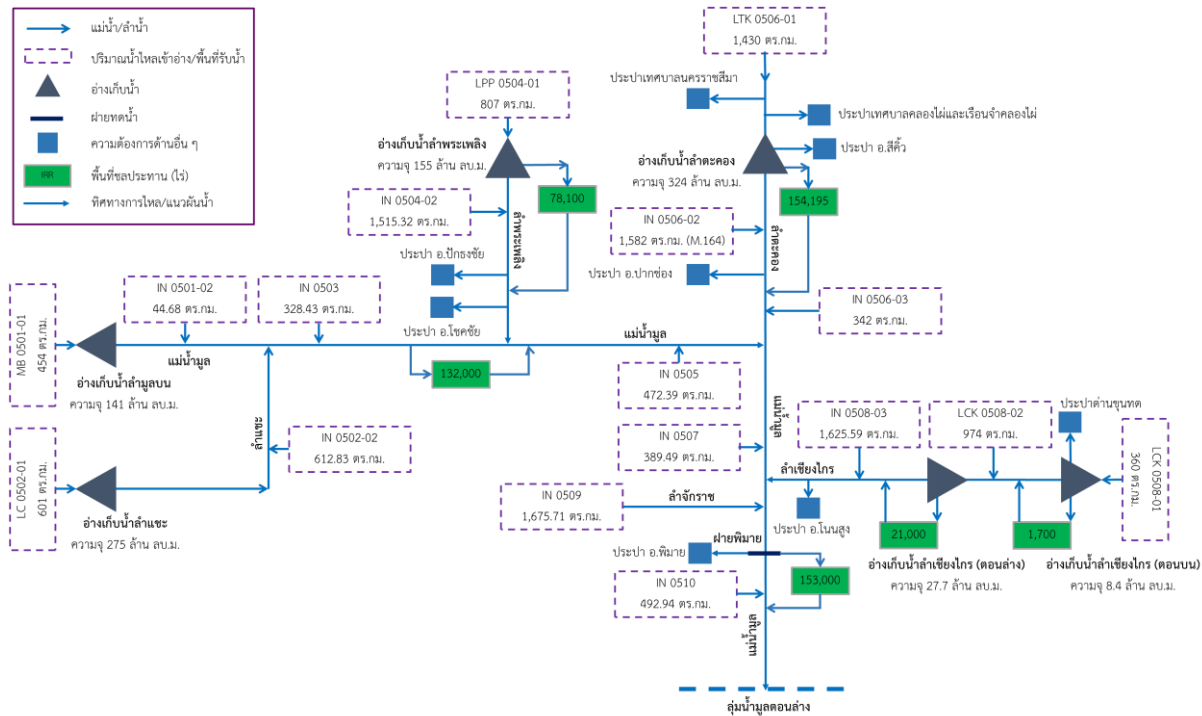 แม่น้ำ/ลำน้ำ
ปริมาณน้ำไหลเข้าอ่าง/พื้นที่รับน้ำ
อ่างเก็บน้ำ
ฝายทดน้ำ
ความต้องการด้านอื่น ๆ
IRR
พื้นที่ชลประทาน (ไร่)
ทิศทางการไหล/แนวผันน้ำ
LTK 0506-01
1,430 ตร.กม.
ประปาเทศบาลนครราชสีมา
ประปาเทศบาลคลองไผ่และเรือนจำคลองไผ่
ประปา อ.สีคิ้ว
อ่างเก็บน้ำลำตะคอง
ความจุ 324 ล้าน ลบ.ม.
154,195
IN 0506-02
1,582 ตร.กม. (M.164)
ลำตะคอง
ประปา อ.ปากช่อง
IN 0506-03
342 ตร.กม.
LPP 0504-01
807 ตร.กม.
อ่างเก็บน้ำลำพระเพลิง
ความจุ 155 ล้าน ลบ.ม.
78,100
IN 0504-02
1,515.32 ตร.กม.
ลำพระเพลิง
ประปา อ.ปักธงชัย
ประปา อ.โชคชัย
IN 0501-02
44.68 ตร.กม.
IN 0503
328.43 ตร.กม.
MB 0501-01
454 ตร.กม.
แม่น้ำมูล
แม่น้ำมูล
อ่างเก็บน้ำลำมูลบน
ความจุ 141 ล้าน ลบ.ม.
132,000
IN 0505
472.39 ตร.กม.
LC 0502-01
601 ตร.กม.
ลำแชะ
IN 0502-02
612.83 ตร.กม.
อ่างเก็บน้ำลำแชะ
ความจุ 275 ล้าน ลบ.ม.
แม่น้ำมูล
IN 0507
389.49 ตร.กม.
IN 0508-03
1,625.59 ตร.กม.
LCK 0508-02
974 ตร.กม.
ประปาด่านขุนทด
LCK 0508-01
360 ตร.กม.
ลำเชียงไกร
ประปา อ.โนนสูง
21,000
1,700
อ่างเก็บน้ำลำเชียงไกร (ตอนล่าง)
ความจุ 27.7 ล้าน ลบ.ม.
อ่างเก็บน้ำลำเชียงไกร (ตอนบน)
ความจุ 8.4 ล้าน ลบ.ม.
IN 0509
1,675.71 ตร.กม.
ลำจักราช
ฝายพิมาย
ประปา อ.พิมาย
153,000
IN 0510
492.94 ตร.กม.
แม่น้ำมูล
ลุ่มน้ำมูลตอนล่าง